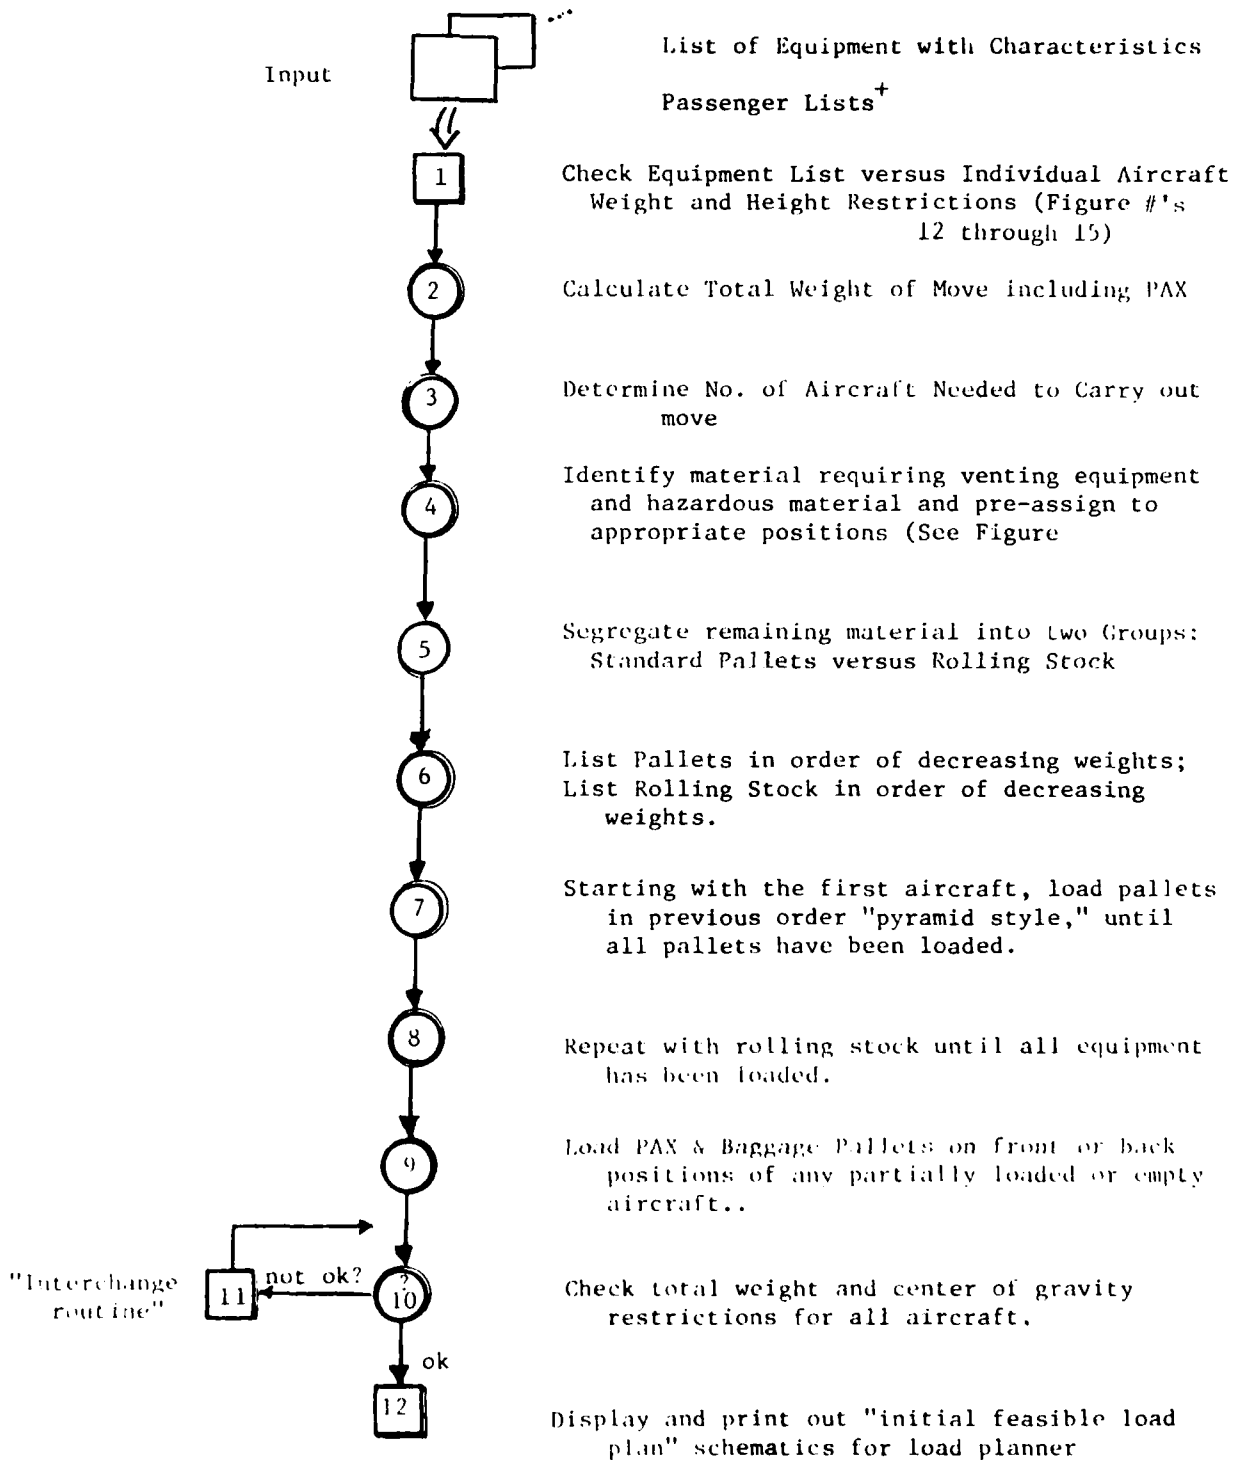 Input
List of Equipment with Characteristics
Passenger Lists+
1
Check Equipment List versus Individual Aircraft
Weight and Height Restrictions (Figure #'s
12 through 15)
2
Calculate Total Weight of Move including PAX
3
Determine No. of Aircraft Needed to Carry out
move
4
Identify material requiring venting equipment
and hazardous material and pre-assign to
appropriate positions (See Figure
5
Segregate remaining material into two Groups:
Standard Pallets versus Rolling Stock
6
List Pallets in order of decreasing weights;
List Rolling Stock in order of decreasing
weights.
7
Starting with the first aircraft, load pallets
in previous order "pyramid style," until
all pallets have been loaded.
8
Repeat with rolling stock until all equipment
has been loaded.
9
Load PAX & Baggage Pallets on front or back
positions of any partially loaded or empty
aircraft..
"Interchange
routine"
11
not ok?
?
10
Check total weight and center of gravity
restrictions for all aircraft.
ok
12
Display and print out "initial feasible load
plan" schematics for load planner